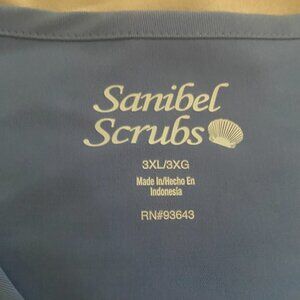 Sanibel
Scrubs
3XL/3XG
Made In/Hecho En
Indonesia
RN#93643